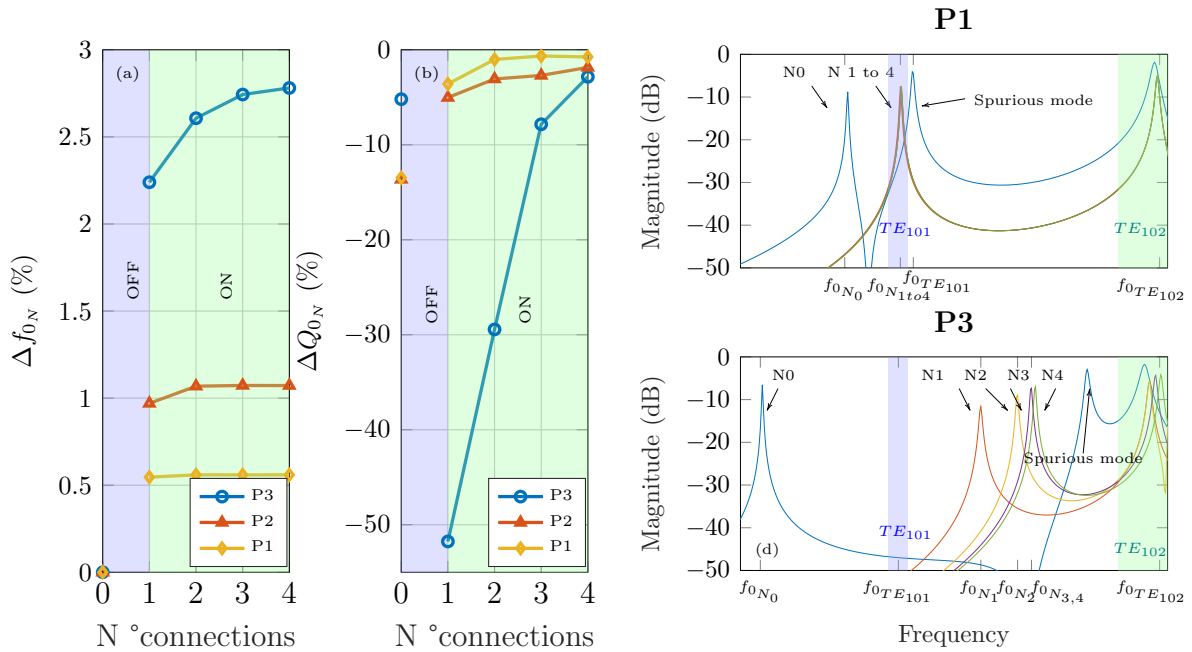 (a)
3
2.5
2
1.5
1
0.5
0
Δf0N (%)
OFF
ON
P3
P2
P1
0 1 2 3 4
N °connections
(b)
0
−10
−20
−30
−40
−50
ΔQ0N (%)
OFF
ON
P3
P2
P1
0 1 2 3 4
N °connections
P1
0
−10
−20
−30
−40
−50
Magnitude (dB)
N0
N 1 to 4
Spurious mode
TE101
TE102
f0N0
f0N1to4
f0TE101
f0TE102
P3
0
−10
−20
−30
−40
−50
Magnitude (dB)
N0
N1
N2
N3
N4
Spurious mode
TE101
TE102
(d)
f0N0
f0TE101
f0N1
f0N2
f0N3,4
f0TE102
Frequency